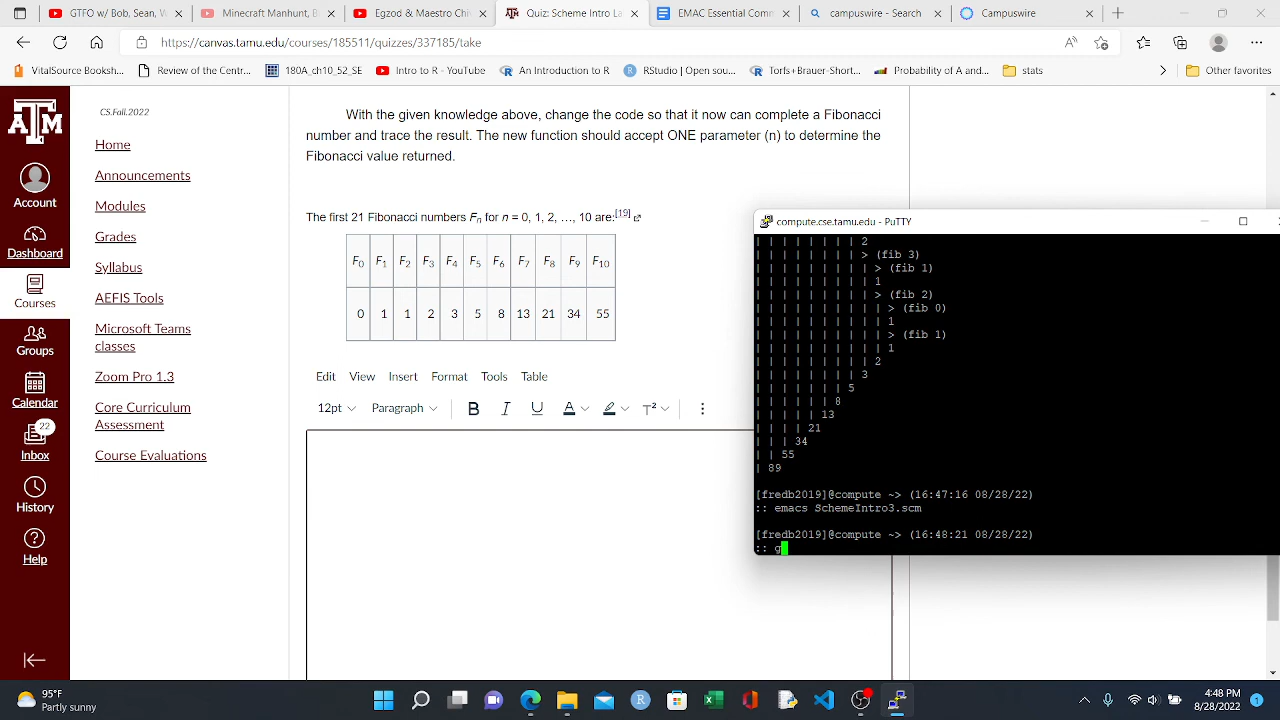 GTFO w/ Bob, Sean, W
Minecraft Manhunt, B
Egzod & Maestro Chiv
Quiz: Scheme Intro La
EMAC Essentials Docu
campuswire - Search
Campuswire
https://canvas.tamu.edu/courses/185511/quizzes/337185/take
VitalSource Books
Review of the Centr...
180A_ch10_52_SE
Intro to R - YouTube
An Introduction to R
RStudio | Open sou...
Torfs+Brauer-Short...
Probability of A and...
stats
Other favorites
CS.Fall.2022
Home
Announcements
Modules
Grades
Syllabus
AEFIS Tools
Microsoft Teams
classes
Zoom Pro 1.3
Core Curriculum
Assessment
Course Evaluations
Account
Dashboard
Courses
Groups
Calendar
22
Inbox
History
Help
With the given knowledge above, change the code so that it now can complete a Fibonacci
number and trace the result. The new function should accept ONE parameter (n) to determine the
Fibonacci value returned.
The first 21 Fibonacci numbers Fn for n = 0, 1, 2, …, 10 are:[19]
F0 F1 F2 F3 F4 F5 F6 F7 F8 F9 F10
0 1 1 2 3 5 8 13 21 34 55
Edit View Insert Format Tools Table
12pt Paragraph B I U A T²
compute.cse.tamu.edu - PuTTY
| | | | | | | | 2
| | | | | | | | > (fib 3)
| | | | | | | | | > (fib 1)
| | | | | | | | | 1
| | | | | | | | | > (fib 2)
| | | | | | | | | | > (fib 0)
| | | | | | | | | | 1
| | | | | | | | | | > (fib 1)
| | | | | | | | | | 1
| | | | | | | | | 2
| | | | | | | | 3
| | | | | | | 5
| | | | | | 8
| | | | | 13
| | | | 21
| | | 34
| | 55
| 89
[fredb2019]@compute ~> (16:47:16 08/28/22)
:: emacs SchemeIntro3.scm
[fredb2019]@compute ~> (16:48:21 08/28/22)
:: g
95°F
Partly sunny
4:48 PM
8/28/2022
1